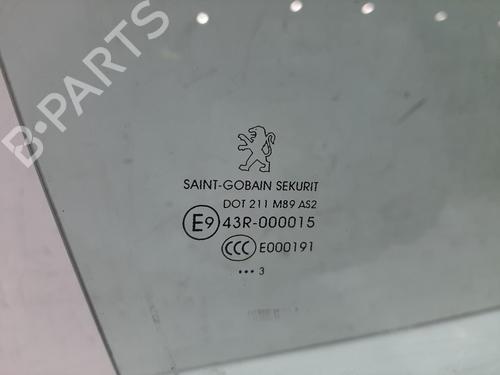 B-PARTS
SAINT-GOBAIN SEKURIT
DOT 211 M89 AS2
E9 43R-000015
CCC E000191
••• 3